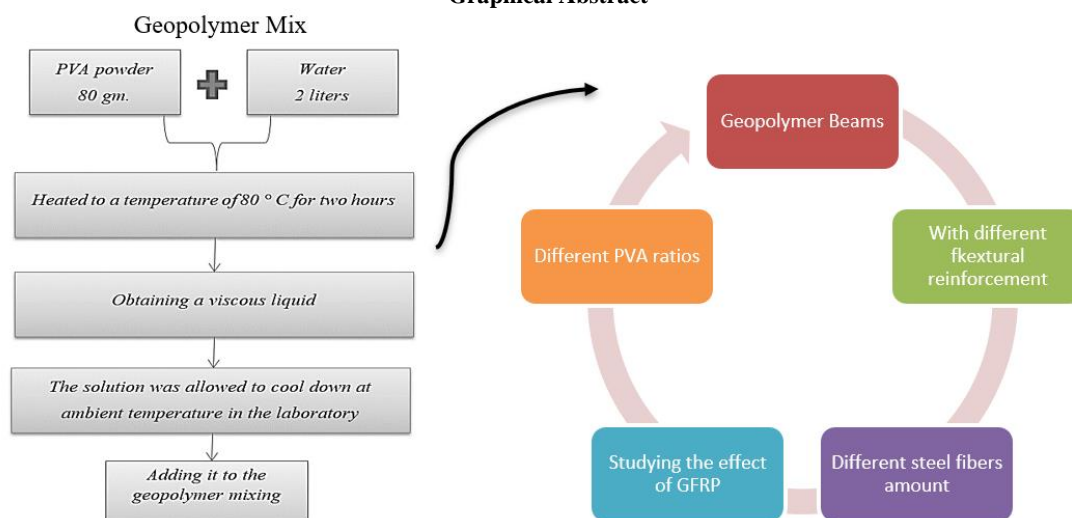 Graphical Abstract
Geopolymer Mix
PVA powder
80 gm.
Water
2 liters
Heated to a temperature of 80 ° C for two hours
Obtaining a viscous liquid
The solution was allowed to cool down at
ambient temperature in the laboratory
Adding it to the
geopolymer mixing
Geopolymer Beams
With different
fkextural
reinforcement
Different steel fibers
amount
Studying the effect
of GFRP
Different PVA ratios